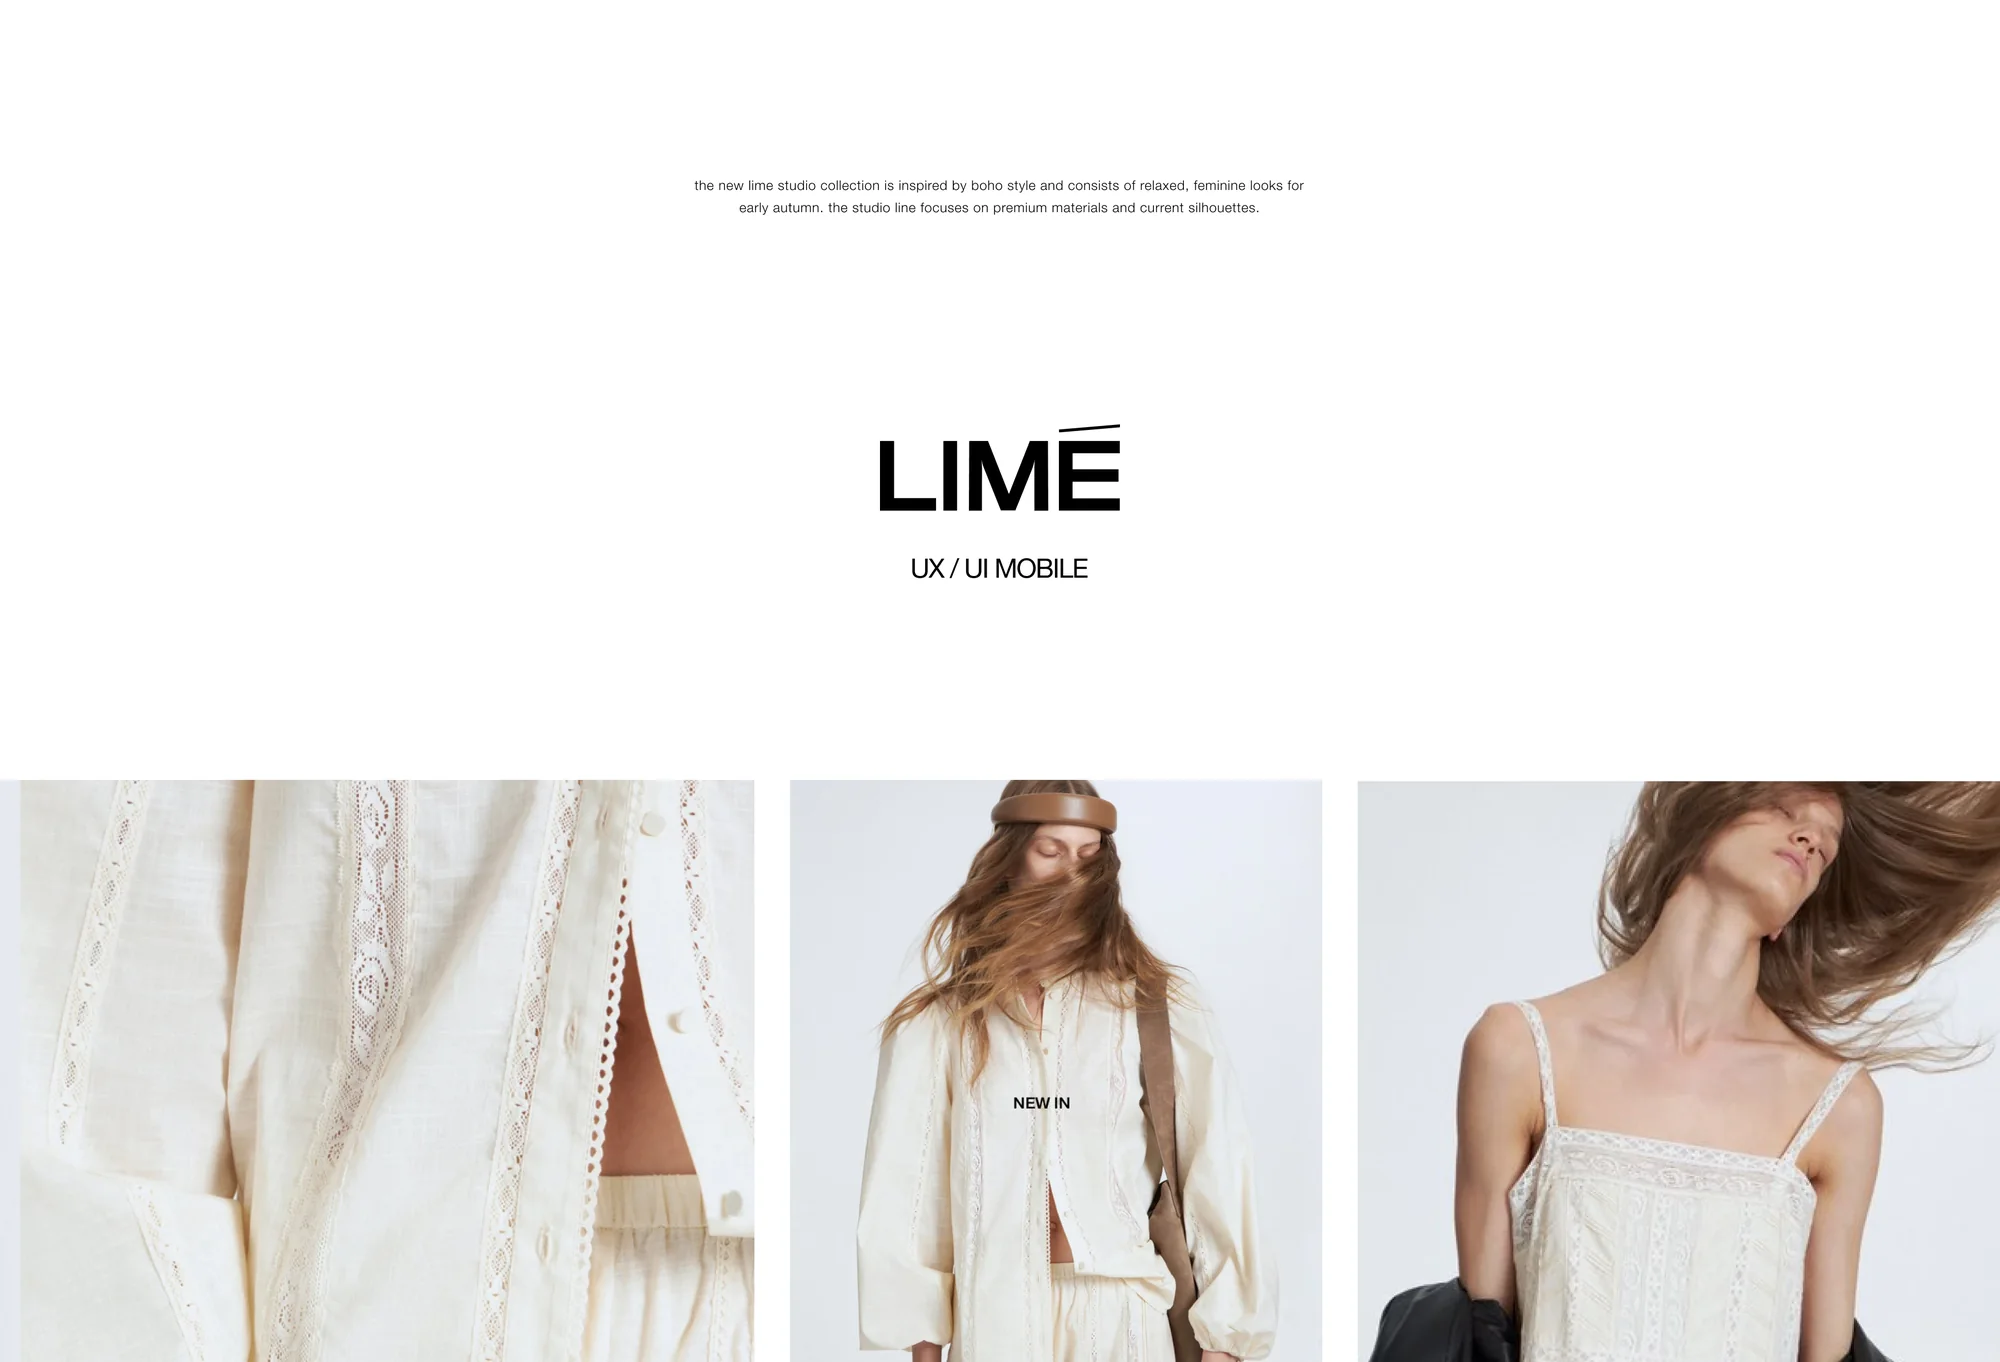 the new lime studio collection is inspired by boho style and consists of relaxed, feminine looks for
early autumn. the studio line focuses on premium materials and current silhouettes.
LIMÉ
UX / UI MOBILE
NEW IN